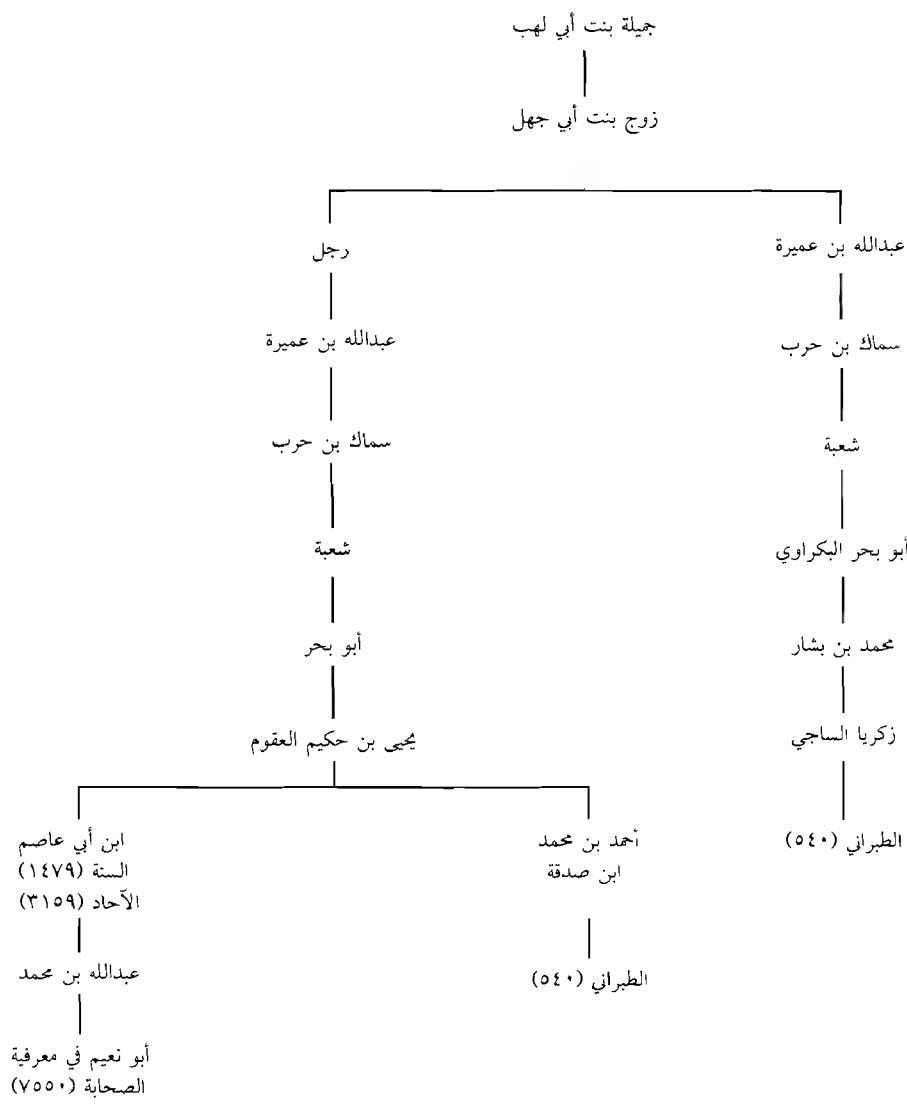 جميلة بنت أبي لهب
زوج بنت أبي جهل
عبدالله بن عميرة
رجل
سماك بن حرب
عبدالله بن عميرة
شعبة
سماك بن حرب
أبو بحر البكراوي
شعبة
محمد بن بشار
أبو بحر
زكريا الساجي
يحيى بن حكيم العقوم
الطبراني (٥٤٠)
أحمد بن محمد
ابن صدقة
ابن أبي عاصم
السنة (١٤٧٩)
الآحاد (٣١٥٩)
الطبراني (٥٤٠)
عبدالله بن محمد
أبو نعيم في معرفية
الصحابة (٧٥٥٠)